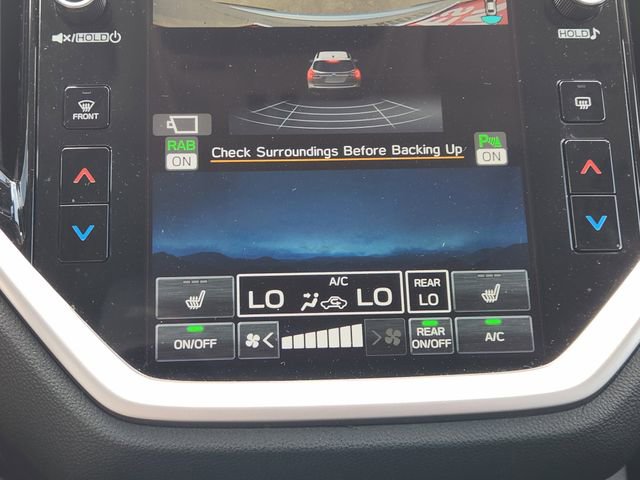 HOLD
HOLD
FRONT
RAB
ON
Check Surroundings Before Backing Up
ON
A/C
LO
LO
REAR
LO
ON/OFF
REAR
ON/OFF
A/C